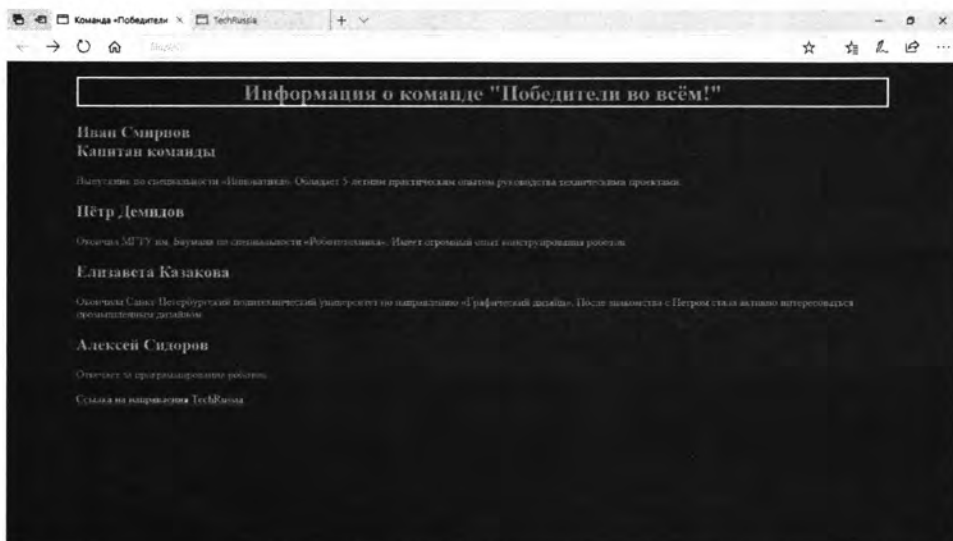 Команда «Победители
TechRussia
Информация о команде "Победители во всём!"
Иван Смирнов
Капитан команды
Выпускник по специальности «Инноватика». Обладает 5 летним практическим опытом руководства техническими проектами.
Пётр Демидов
Окончил МГТУ им. Баумана по специальности «Робототехника». Имеет огромный опыт конструирования роботов
Елизавета Казакова
Окончила Санкт-Петербургский политехнический университет по направлению «Графический дизайн». После знакомства с Петром стала активно интересоваться
промышленным дизайном
Алексей Сидоров
Отвечает за программирование роботов.
Ссылка на направления TechRussia